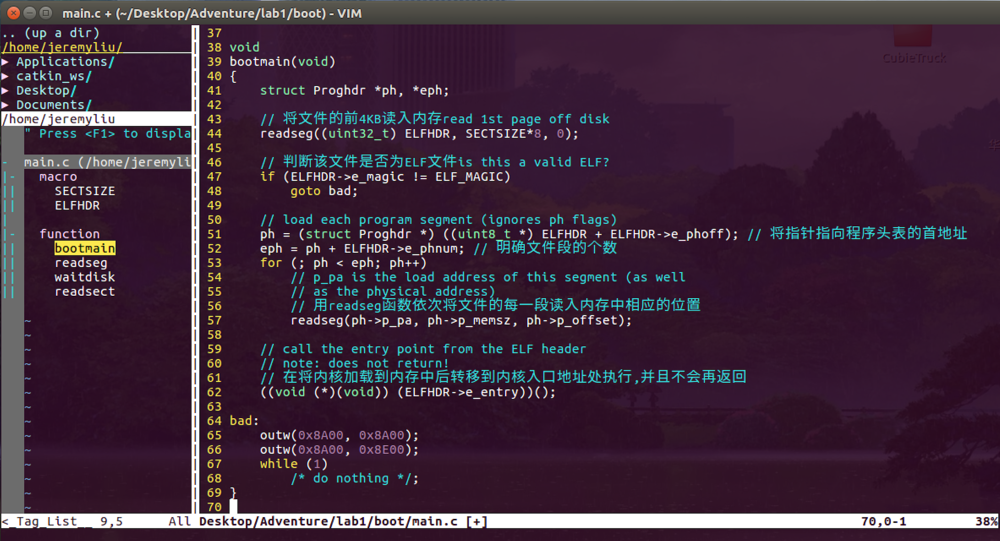 main.c + (~/Desktop/Adventure/lab1/boot) - VIM
.. (up a dir)
/home/jeremyliu/
▶ Applications/
▶ catkin_ws/
▶ Desktop/
▶ Documents/
/home/jeremyliu
" Press <F1> to displa
- main.c (/home/jeremyli
|- macro
|| SECTSIZE
|| ELFHDR
|
|- function
|| bootmain
|| readseg
|| waitdisk
|| readsect
~
~
~
~
~
~
~
~
~
~
~
~
~
~
<_Tag_List__ 9,5 All
37
38 void
39 bootmain(void)
40 {
41     struct Proghdr *ph, *eph;
42
43     // 将文件的前4KB读入内存read 1st page off disk
44     readseg((uint32_t) ELFHDR, SECTSIZE*8, 0);
45
46     // 判断该文件是否为ELF文件is this a valid ELF?
47     if (ELFHDR->e_magic != ELF_MAGIC)
48         goto bad;
49
50     // load each program segment (ignores ph flags)
51     ph = (struct Proghdr *) ((uint8_t *) ELFHDR + ELFHDR->e_phoff); // 将指针指向程序头表的首地址
52     eph = ph + ELFHDR->e_phnum; // 明确文件段的个数
53     for (; ph < eph; ph++)
54         // p_pa is the load address of this segment (as well
55         // as the physical address)
56         // 用readseg函数依次将文件的每一段读入内存中相应的位置
57         readseg(ph->p_pa, ph->p_memsz, ph->p_offset);
58
59     // call the entry point from the ELF header
60     // note: does not return!
61     // 在将内核加载到内存中后转移到内核入口地址处执行,并且不会再返回
62     ((void (*)(void)) (ELFHDR->e_entry))();
63
64 bad:
65     outw(0x8A00, 0x8A00);
66     outw(0x8A00, 0x8E00);
67     while (1)
68         /* do nothing */;
69 }
70
Desktop/Adventure/lab1/boot/main.c [+] 70,0-1 38%
CubieTruck
华